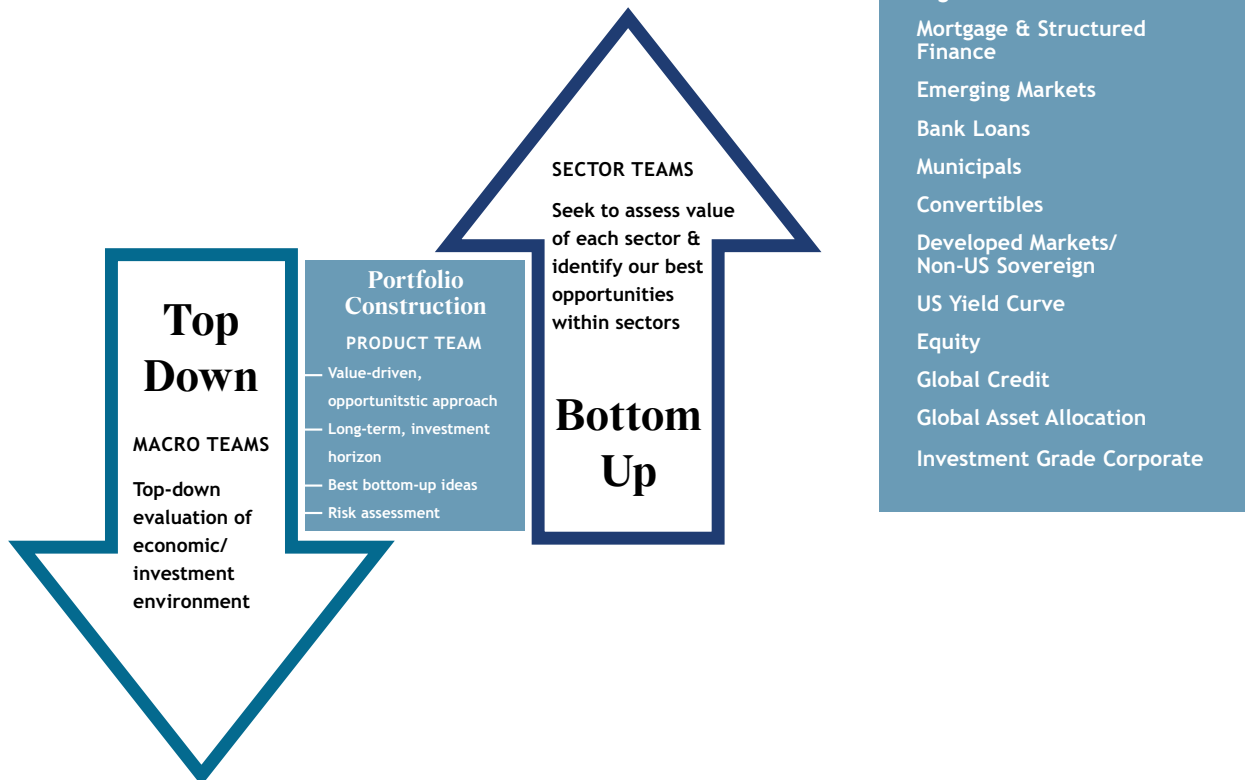 Top
Down
MACRO TEAMS
Top-down
evaluation of
economic/
investment
environment
Portfolio
Construction
PRODUCT TEAM
Value-driven,
opportunitstic approach
Long-term, investment
horizon
Best bottom-up ideas
Risk assessment
SECTOR TEAMS
Seek to assess value
of each sector &
identify our best
opportunities
within sectors
Bottom
Up
Mortgage & Structured
Finance
Emerging Markets
Bank Loans
Municipals
Convertibles
Developed Markets/
Non-US Sovereign
US Yield Curve
Equity
Global Credit
Global Asset Allocation
Investment Grade Corporate